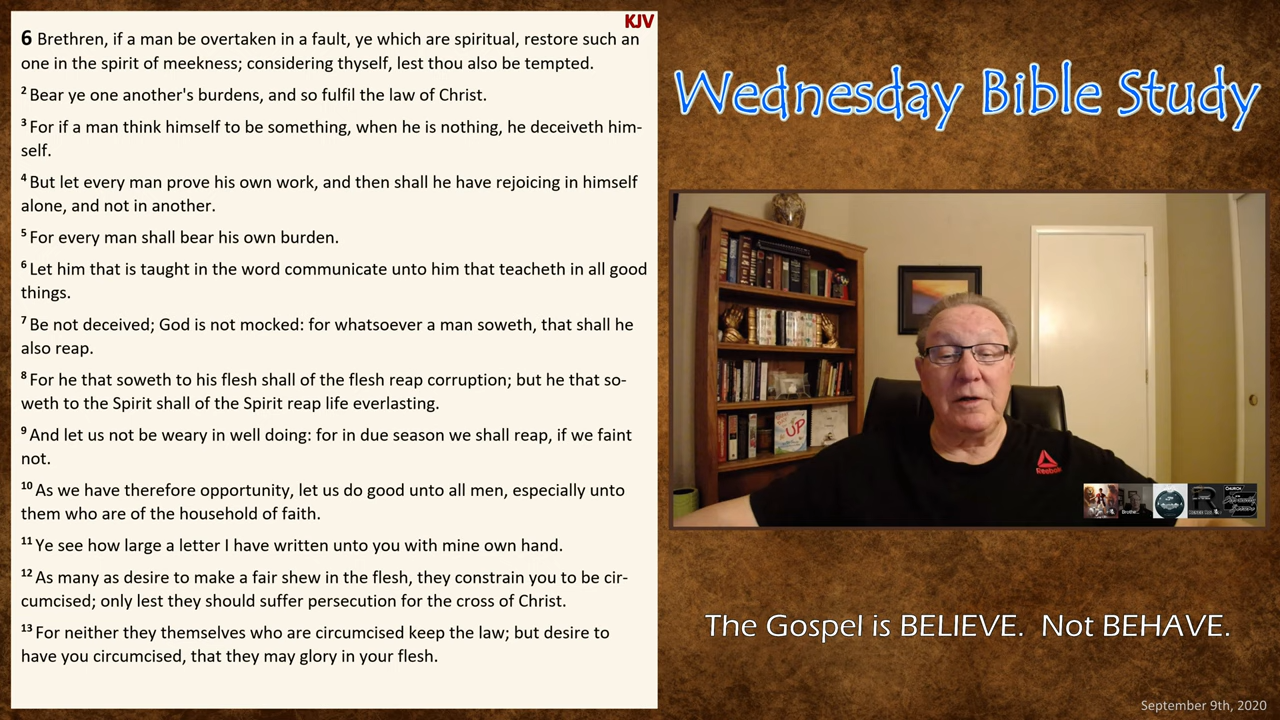 KJV
6 Brethren, if a man be overtaken in a fault, ye which are spiritual, restore such an
one in the spirit of meekness; considering thyself, lest thou also be tempted.
2 Bear ye one another's burdens, and so fulfil the law of Christ.
3 For if a man think himself to be something, when he is nothing, he deceiveth him-
self.
4 But let every man prove his own work, and then shall he have rejoicing in himself
alone, and not in another.
5 For every man shall bear his own burden.
6 Let him that is taught in the word communicate unto him that teacheth in all good
things.
7 Be not deceived; God is not mocked: for whatsoever a man soweth, that shall he
also reap.
8 For he that soweth to his flesh shall of the flesh reap corruption; but he that so-
weth to the Spirit shall of the Spirit reap life everlasting.
9 And let us not be weary in well doing: for in due season we shall reap, if we faint
not.
10 As we have therefore opportunity, let us do good unto all men, especially unto
them who are of the household of faith.
11 Ye see how large a letter I have written unto you with mine own hand.
12 As many as desire to make a fair shew in the flesh, they constrain you to be cir-
cumcised; only lest they should suffer persecution for the cross of Christ.
13 For neither they themselves who are circumcised keep the law; but desire to
have you circumcised, that they may glory in your flesh.
Wednesday Bible Study
UP
Reebok
The Gospel is BELIEVE. Not BEHAVE.
September 9th, 2020